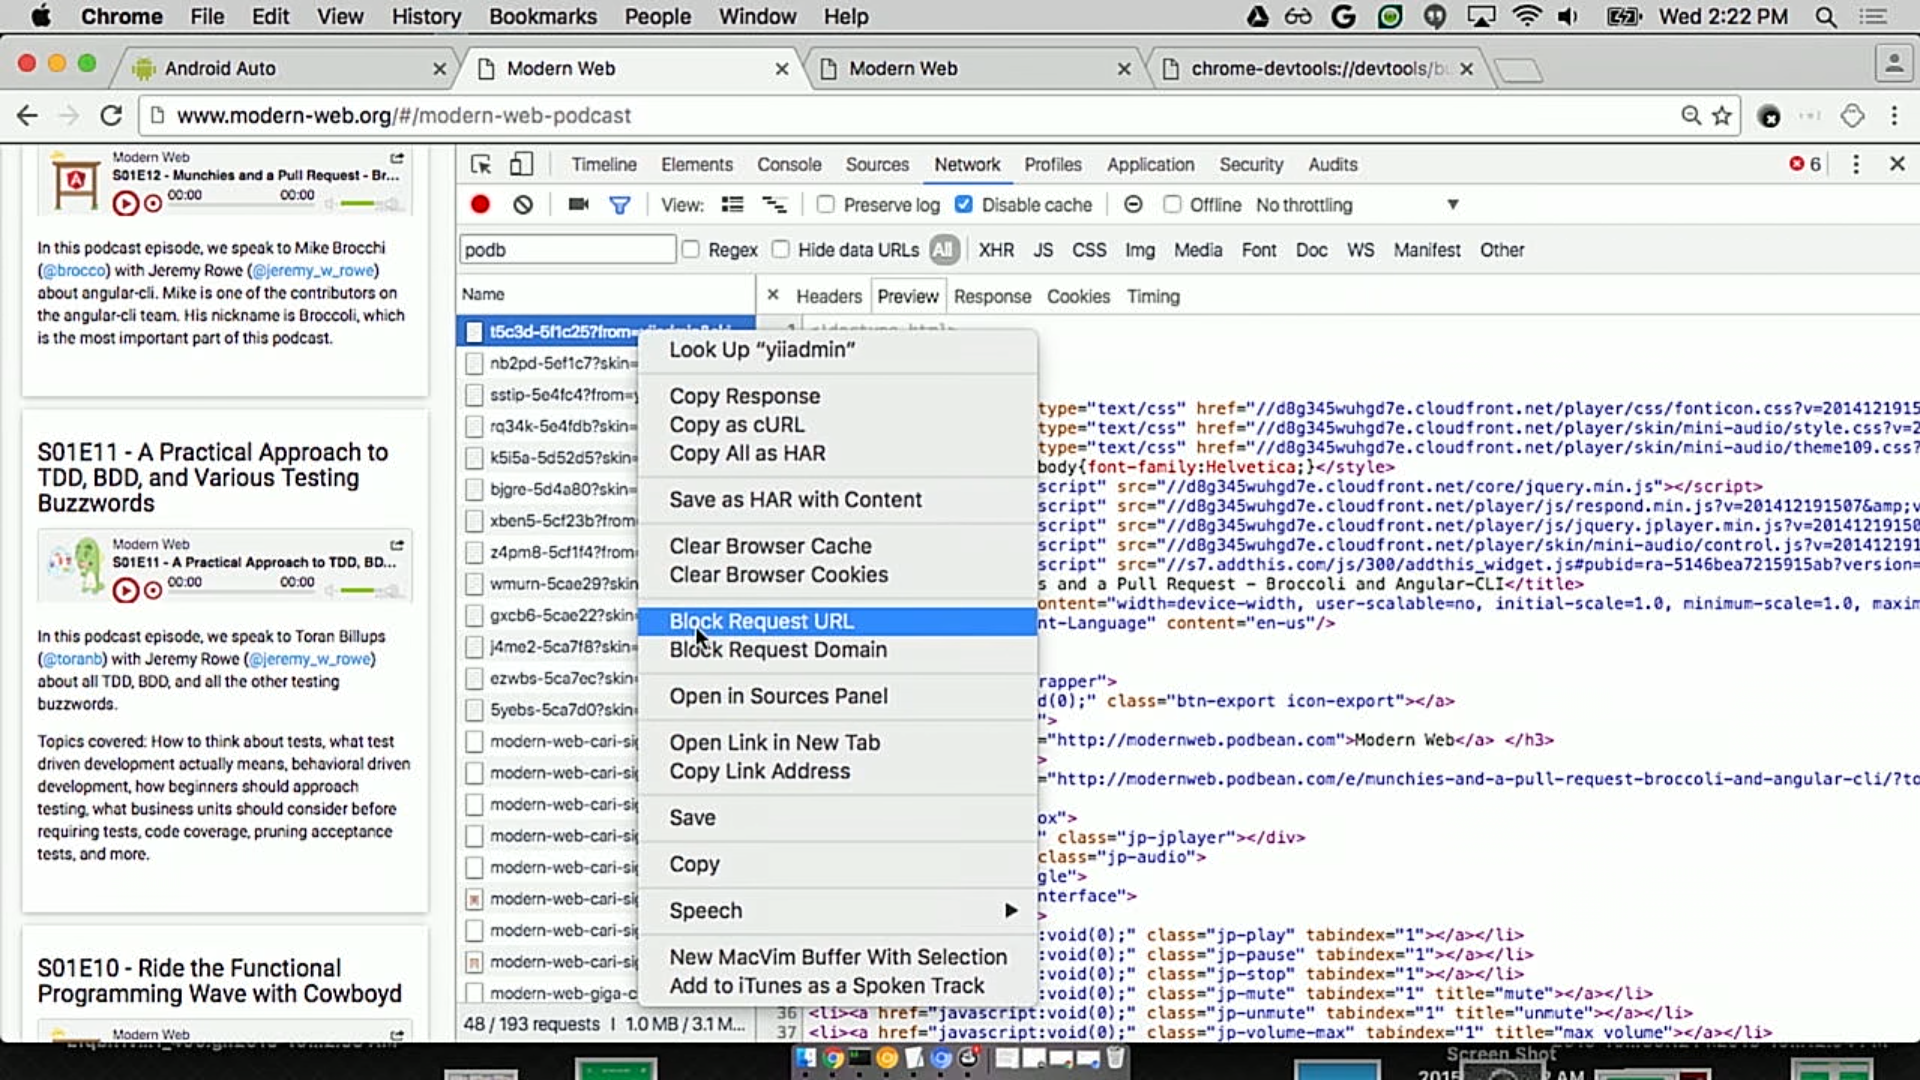 Chrome File Edit View History Bookmarks People Window Help Wed 2:22 PM
Android Auto
Modern Web
Modern Web
chrome-devtools://devtools/bu
www.modern-web.org/#/modern-web-podcast
Modern Web
S01E12 - Munchies and a Pull Request - Br...
00:00 00:00
In this podcast episode, we speak to Mike Brocchi
(@brocco) with Jeremy Rowe (@jeremy_w_rowe)
about angular-cli. Mike is one of the contributors on
the angular-cli team. His nickname is Broccoli, which
is the most important part of this podcast.
S01E11 - A Practical Approach to
TDD, BDD, and Various Testing
Buzzwords
Modern Web
S01E11 - A Practical Approach to TDD, BD...
00:00 00:00
In this podcast episode, we speak to Toran Billups
(@toranb) with Jeremy Rowe (@jeremy_w_rowe)
about all TDD, BDD, and all the other testing
buzzwords.
Topics covered: How to think about tests, what test
driven development actually means, behavioral driven
development, how beginners should approach
testing, what business units should consider before
requiring tests, code coverage, pruning acceptance
tests, and more.
S01E10 - Ride the Functional
Programming Wave with Cowboyd
Modern Web
Timeline Elements Console Sources Network Profiles Application Security Audits 6
View: Preserve log Disable cache Offline No throttling
podb Regex Hide data URLs All XHR JS CSS Img Media Font Doc WS Manifest Other
Name
Headers Preview Response Cookies Timing
t5c3d-5f1c25?from=yiiadmin&ski
nb2pd-5ef1c7?skin=
sstip-5e4fc4?from=y
rq34k-5e4fdb?skin=
k5i5a-5d52d5?skin=
bjgre-5d4a80?skin=
xben5-5cf23b?from
z4pm8-5cf1f4?from=
wmurn-5cae29?skin
gxcb6-5cae22?skin=
j4me2-5ca7f8?skin=
ezwbs-5ca7ec?skin=
5yebs-5ca7d0?skin=
modern-web-cari-sig
modern-web-cari-sig
modern-web-cari-sig
modern-web-cari-sig
modern-web-cari-sig
modern-web-cari-sig
modern-web-cari-sig
modern-web-cari-sig
modern-web-giga-c
48 / 193 requests | 1.0 MB / 3.1 M...
Look Up “yiiadmin”
Copy Response
Copy as cURL
Copy All as HAR
Save as HAR with Content
Clear Browser Cache
Clear Browser Cookies
Block Request URL
Block Request Domain
Open in Sources Panel
Open Link in New Tab
Copy Link Address
Save
Copy
Speech
New MacVim Buffer With Selection
Add to iTunes as a Spoken Track
1 <!doctype html>
type="text/css" href="//d8g345wuhgd7e.cloudfront.net/player/css/fonticon.css?v=2014121915
type="text/css" href="//d8g345wuhgd7e.cloudfront.net/player/skin/mini-audio/style.css?v=2
type="text/css" href="//d8g345wuhgd7e.cloudfront.net/player/skin/mini-audio/theme109.css?
body{font-family:Helvetica;}</style>
script" src="//d8g345wuhgd7e.cloudfront.net/core/jquery.min.js"></script>
script" src="//d8g345wuhgd7e.cloudfront.net/player/js/respond.min.js?v=201412191507&amp;v
script" src="//d8g345wuhgd7e.cloudfront.net/player/js/jquery.jplayer.min.js?v=20141219150
script" src="//d8g345wuhgd7e.cloudfront.net/player/skin/mini-audio/control.js?v=201412191
script" src="//s7.addthis.com/js/300/addthis_widget.js#pubid=ra-5146bea7215915ab?version=
s and a Pull Request - Broccoli and Angular-CLI</title>
ontent="width=device-width, user-scalable=no, initial-scale=1.0, minimum-scale=1.0, maxim
nt-Language" content="en-us"/>
rapper">
d(0);" class="btn-export icon-export"></a>
">
="http://modernweb.podbean.com">Modern Web</a> </h3>
>
="http://modernweb.podbean.com/e/munchies-and-a-pull-request-broccoli-and-angular-cli/?to
ox">
" class="jp-jplayer"></div>
class="jp-audio">
gle">
nterface">
>
:void(0);" class="jp-play" tabindex="1"></a></li>
:void(0);" class="jp-pause" tabindex="1"></a></li>
:void(0);" class="jp-stop" tabindex="1"></a></li>
:void(0);" class="jp-mute" tabindex="1" title="mute"></a></li>
36 <li><a href="javascript:void(0);" class="jp-unmute" tabindex="1" title="unmute"></a></li>
37 <li><a href="javascript:void(0);" class="jp-volume-max" tabindex="1" title="max volume"></a></li>
Screen Shot